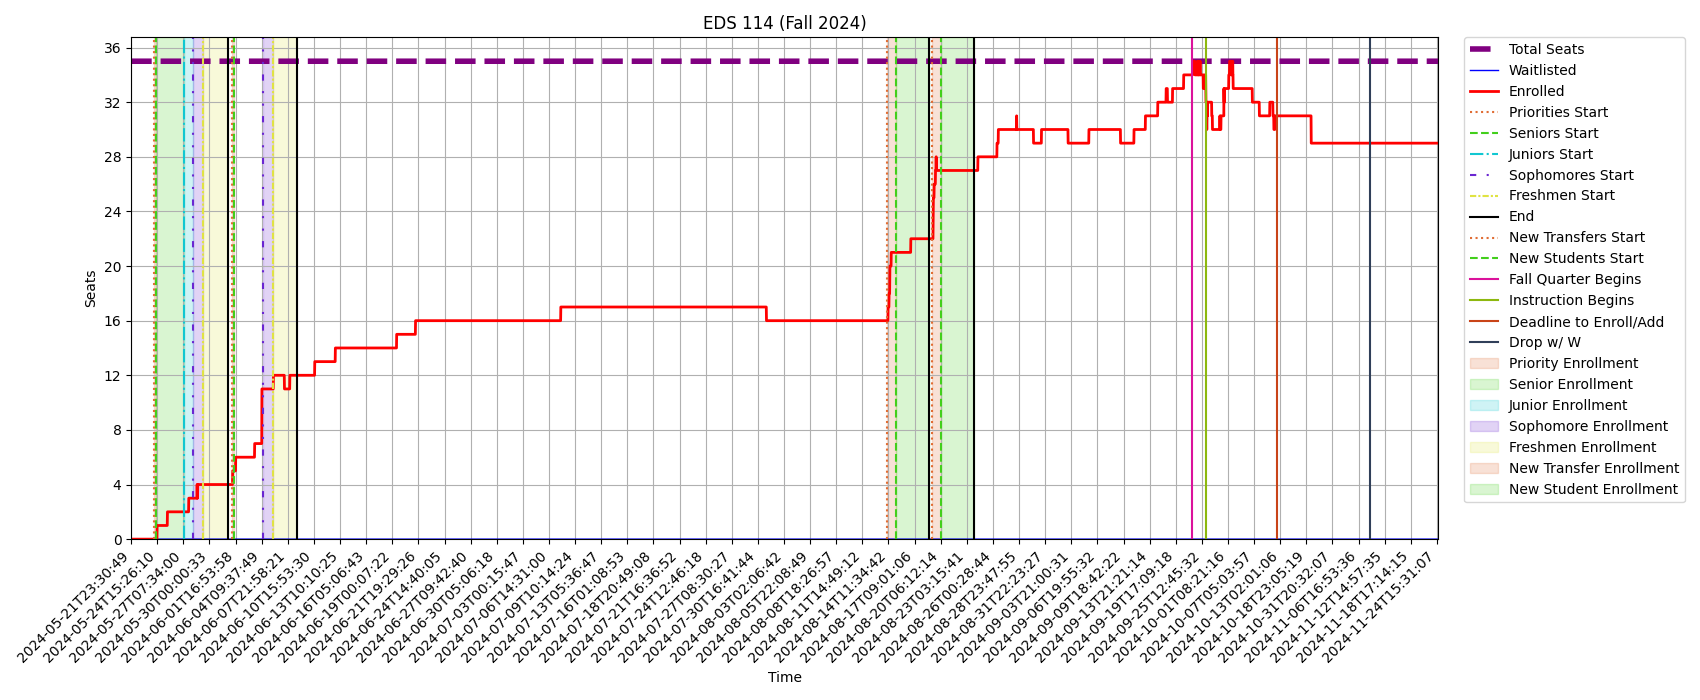 EDS 114 (Fall 2024)
36
32
28
24
20
16
12
8
4
0
Seats
2024-05-21T23:30:49
2024-05-24T15:26:10
2024-05-27T07:34:00
2024-05-30T00:00:33
2024-06-01T16:53:58
2024-06-04T09:37:49
2024-06-07T21:58:21
2024-06-10T15:53:30
2024-06-13T10:10:25
2024-06-16T05:06:43
2024-06-19T00:07:22
2024-06-21T19:29:26
2024-06-24T14:40:05
2024-06-27T09:42:40
2024-06-30T05:06:18
2024-07-03T00:15:47
2024-07-06T14:31:00
2024-07-09T10:14:24
2024-07-13T05:36:47
2024-07-16T01:08:53
2024-07-18T20:49:08
2024-07-21T16:36:52
2024-07-24T12:46:18
2024-07-27T08:30:27
2024-07-30T16:41:44
2024-08-03T02:06:42
2024-08-05T22:08:49
2024-08-08T18:26:57
2024-08-11T14:49:12
2024-08-14T11:34:42
2024-08-17T09:01:06
2024-08-20T06:12:14
2024-08-23T03:15:41
2024-08-26T00:28:44
2024-08-28T23:47:55
2024-08-31T22:23:27
2024-09-03T21:00:31
2024-09-06T19:55:32
2024-09-09T18:42:22
2024-09-13T21:21:14
2024-09-19T17:09:18
2024-09-25T12:45:32
2024-10-01T08:21:16
2024-10-07T05:03:57
2024-10-13T02:01:06
2024-10-18T23:05:19
2024-10-31T20:32:07
2024-11-06T16:53:36
2024-11-12T14:57:35
2024-11-18T17:14:15
2024-11-24T15:31:07
Time
Total Seats
Waitlisted
Enrolled
Priorities Start
Seniors Start
Juniors Start
Sophomores Start
Freshmen Start
End
New Transfers Start
New Students Start
Fall Quarter Begins
Instruction Begins
Deadline to Enroll/Add
Drop w/ W
Priority Enrollment
Senior Enrollment
Junior Enrollment
Sophomore Enrollment
Freshmen Enrollment
New Transfer Enrollment
New Student Enrollment